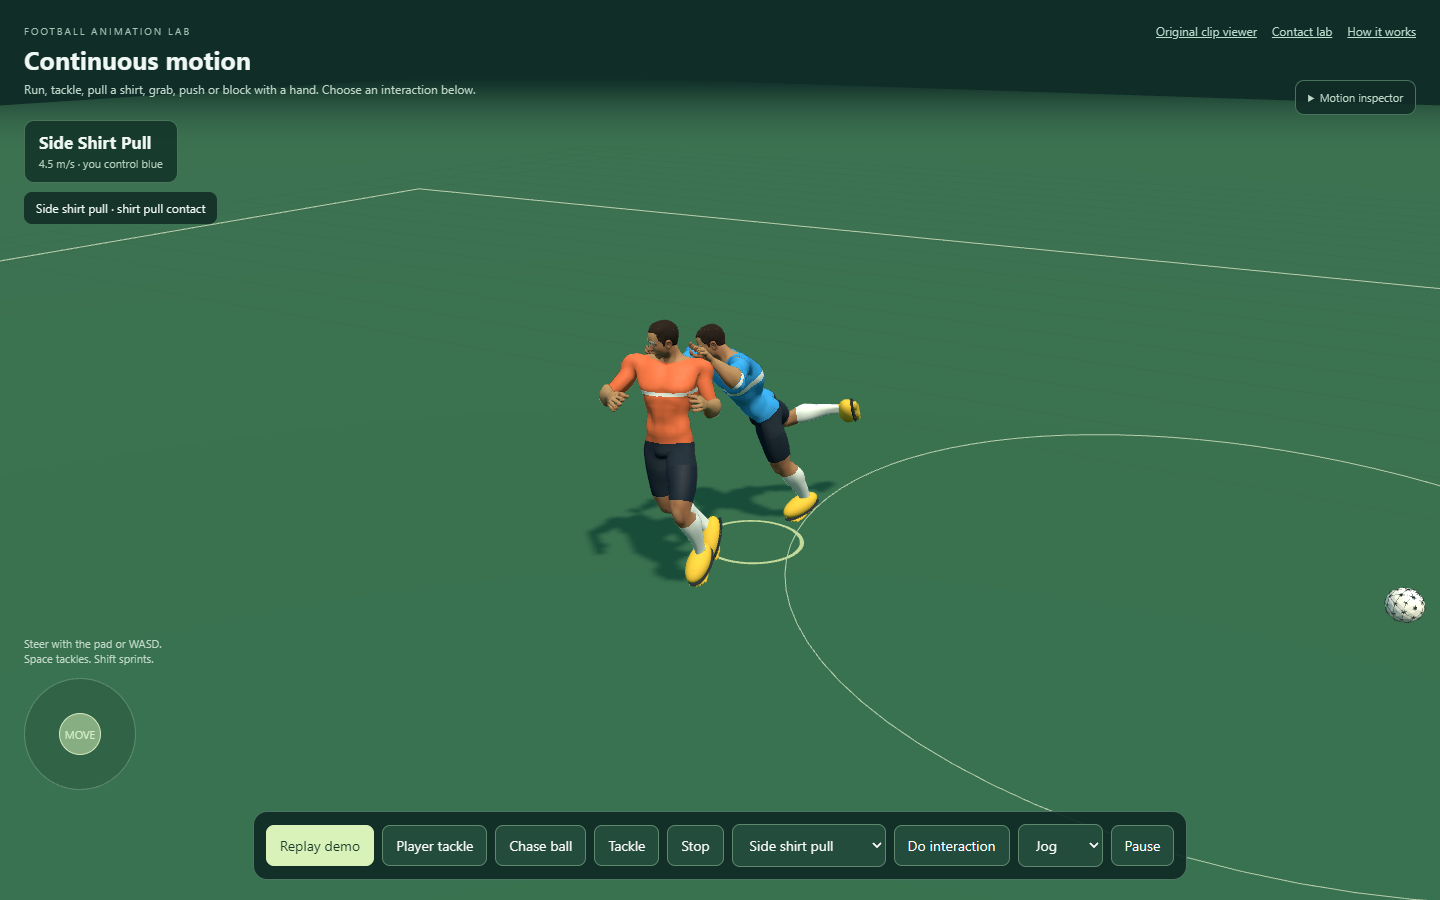 FOOTBALL ANIMATION LAB
Continuous motion
Run, tackle, pull a shirt, grab, push or block with a hand. Choose an interaction below.
Original clip viewer
Contact lab
How it works
Motion inspector
Side Shirt Pull
4.5 m/s · you control blue
Side shirt pull · shirt pull contact
Steer with the pad or WASD.
Space tackles. Shift sprints.
MOVE
Replay demo
Player tackle
Chase ball
Tackle
Stop
Side shirt pull
Do interaction
Jog
Pause